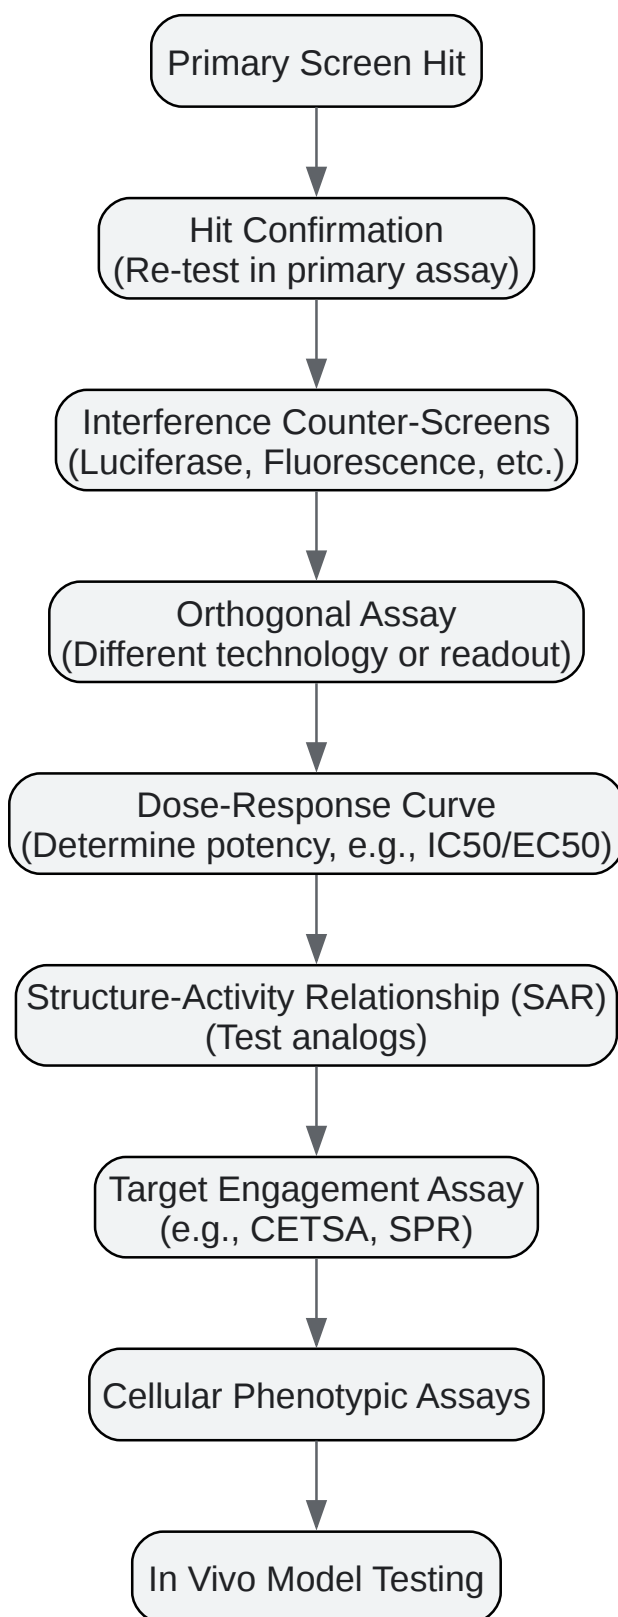 Primary Screen Hit
Hit Confirmation
(Re-test in primary assay)
Interference Counter-Screens
(Luciferase, Fluorescence, etc.)
Orthogonal Assay
(Different technology or readout)
Dose-Response Curve
(Determine potency, e.g., IC50/EC50)
Structure-Activity Relationship (SAR)
(Test analogs)
Target Engagement Assay
(e.g., CETSA, SPR)
Cellular Phenotypic Assays
In Vivo Model Testing